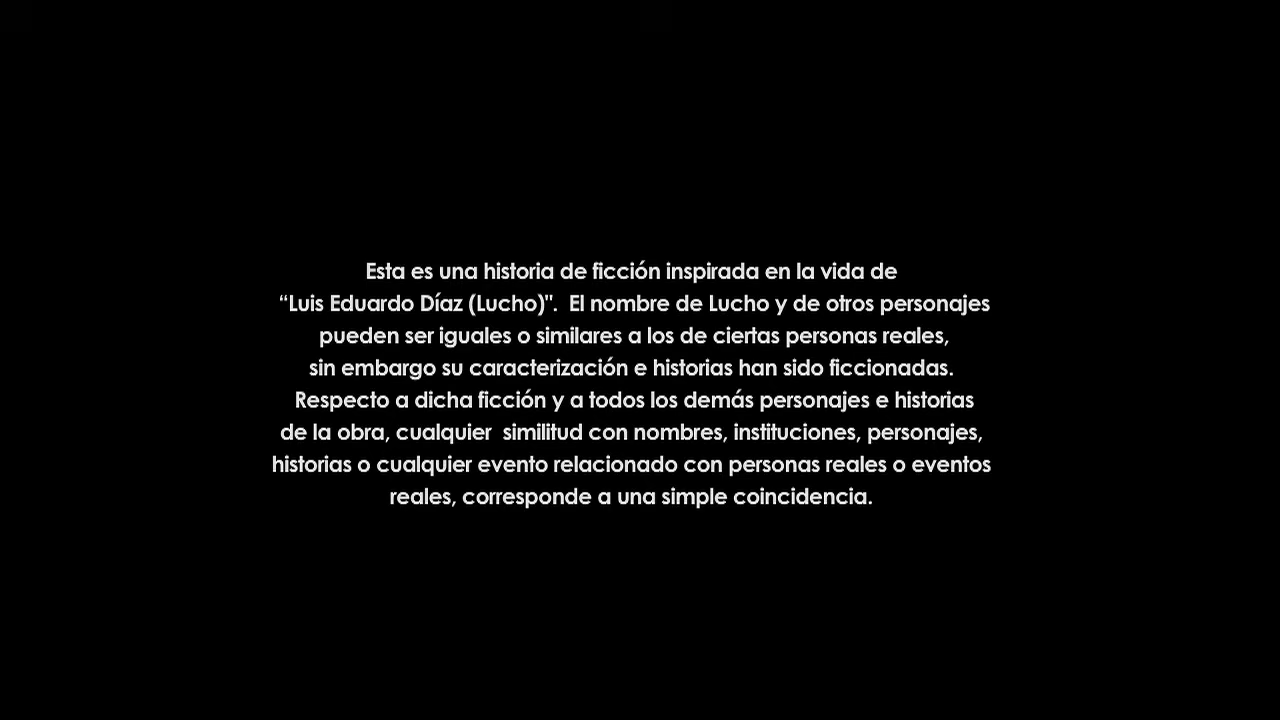 Esta es una historia de ficción inspirada en la vida de
“Luis Eduardo Díaz (Lucho)".  El nombre de Lucho y de otros personajes
pueden ser iguales o similares a los de ciertas personas reales,
sin embargo su caracterización e historias han sido ficcionadas.
Respecto a dicha ficción y a todos los demás personajes e historias
de la obra, cualquier  similitud con nombres, instituciones, personajes,
historias o cualquier evento relacionado con personas reales o eventos
reales, corresponde a una simple coincidencia.